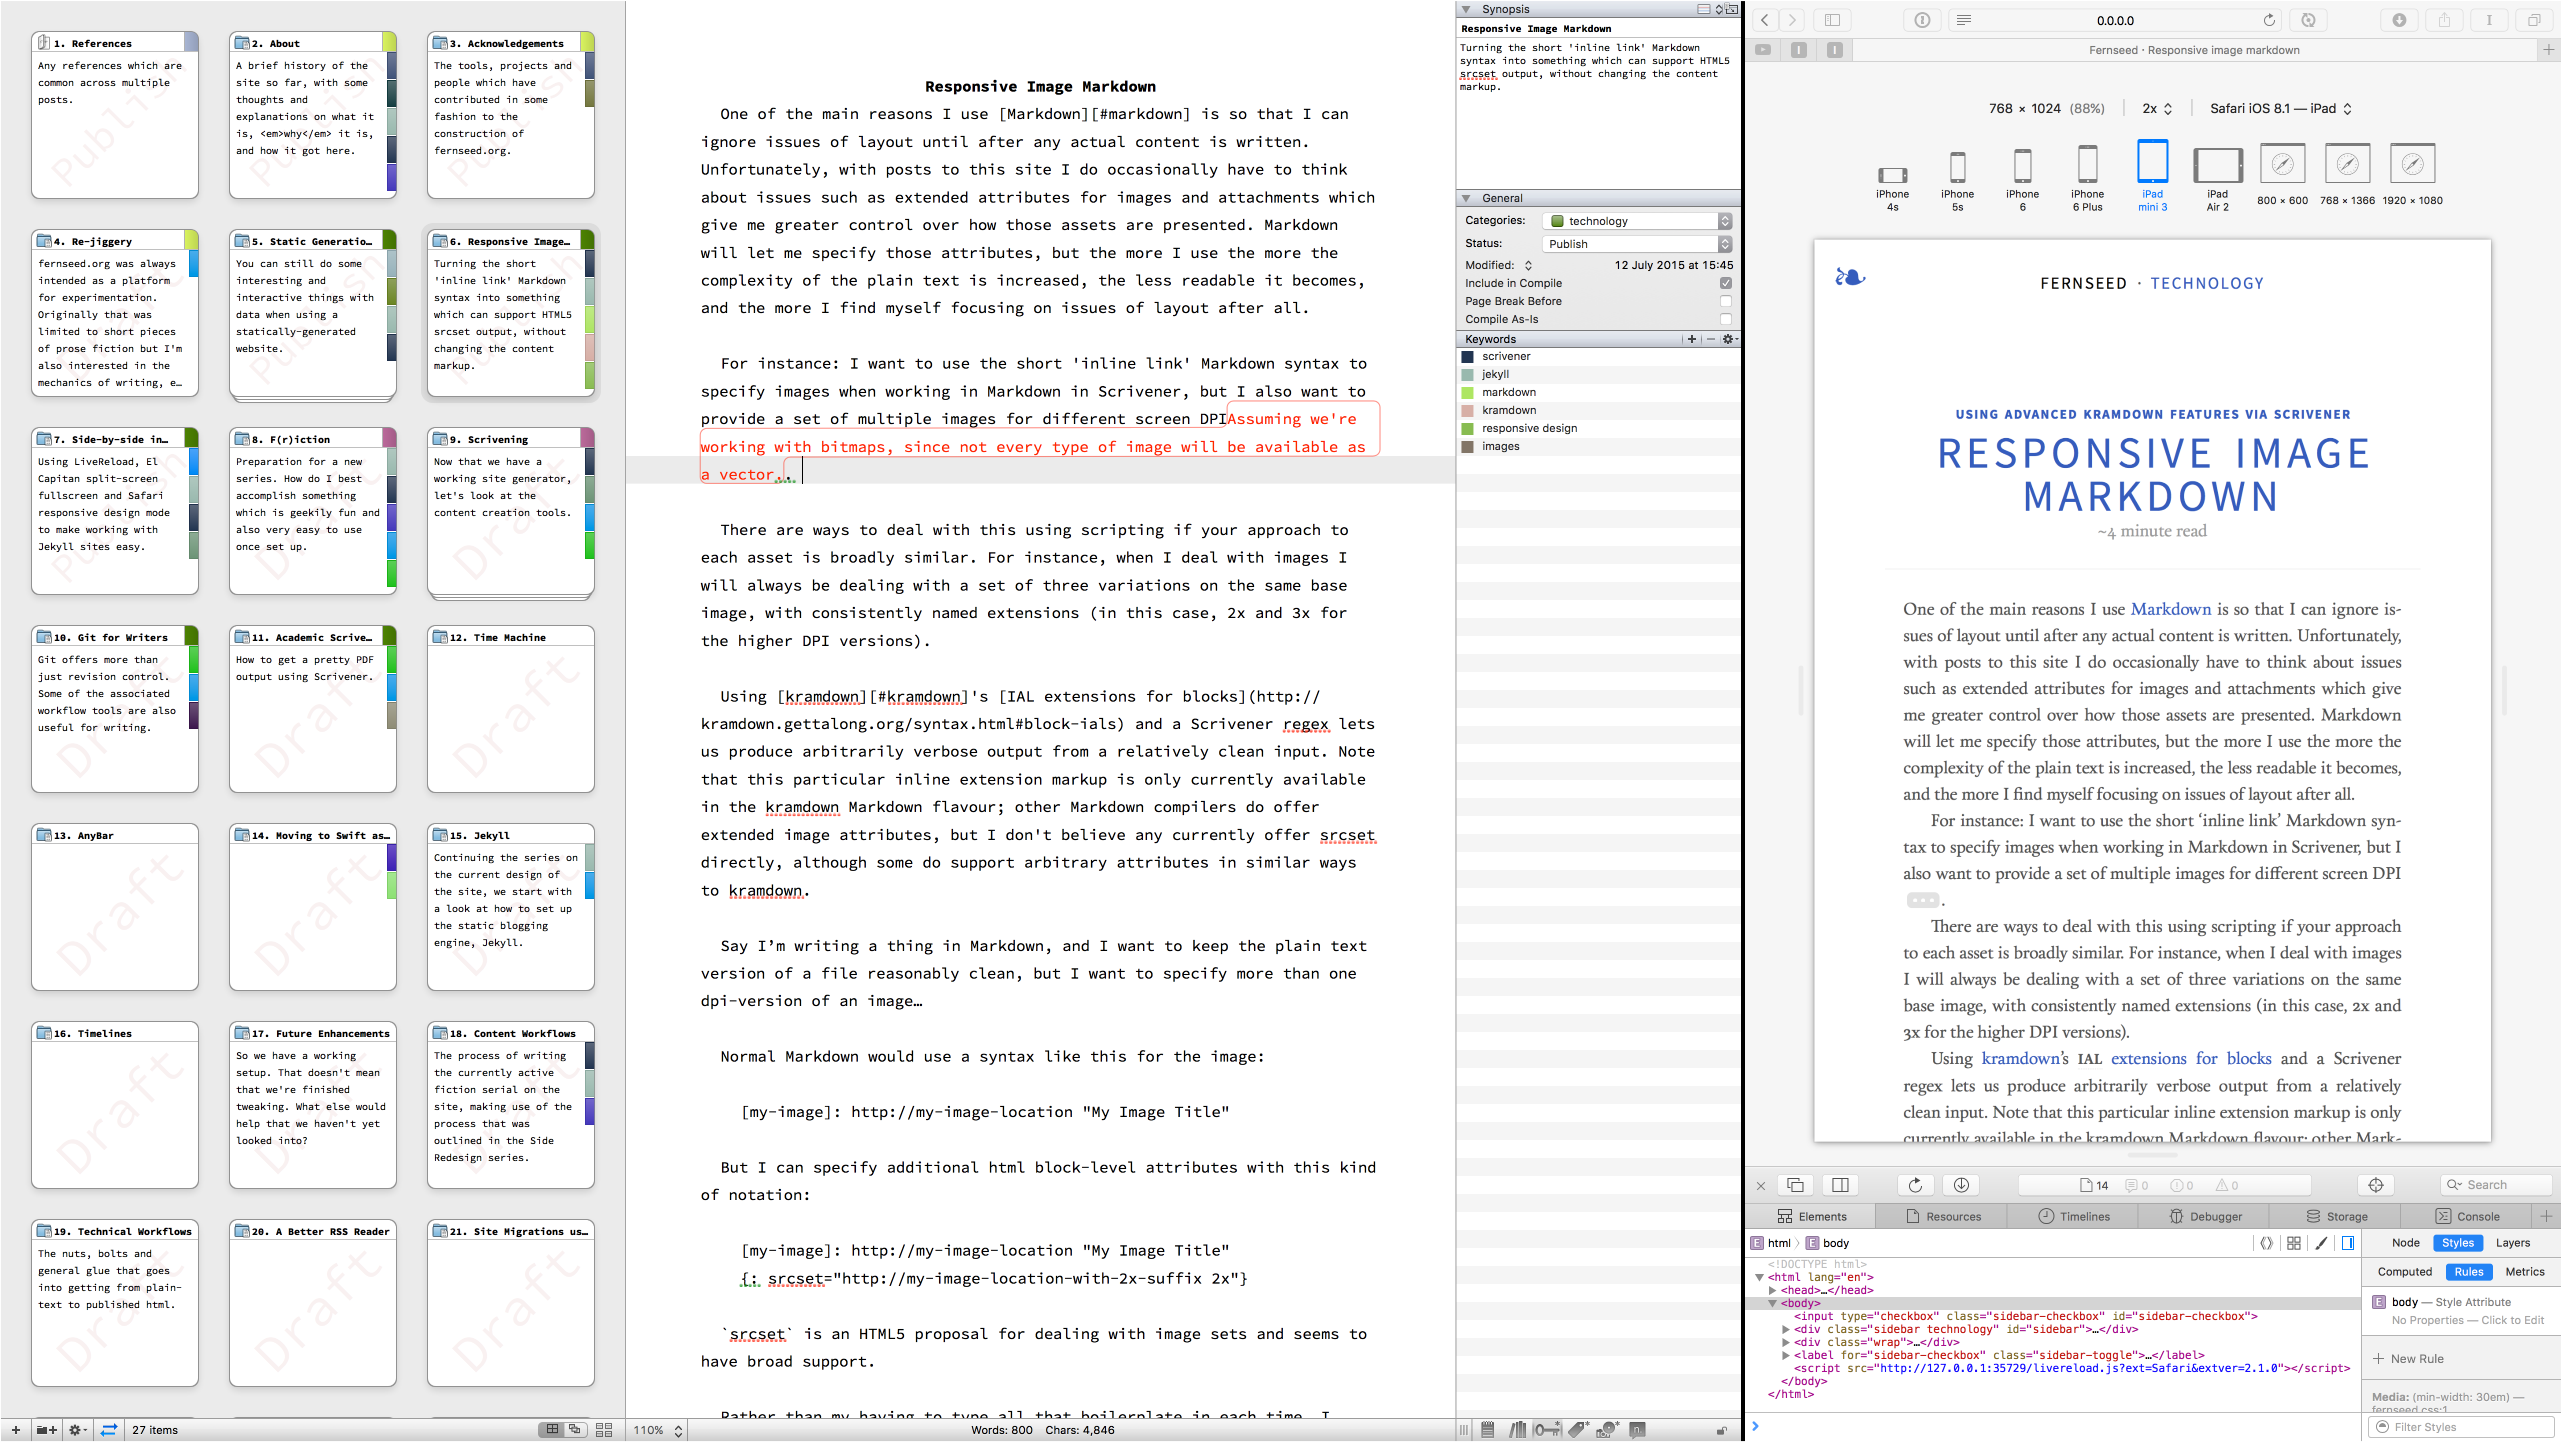 1. References
Any references which are
common across multiple
posts.
Publish
2. About
A brief history of the
site so far, with some
thoughts and
explanations on what it
is, <em>why</em> it is,
and how it got here.
Publish
3. Acknowledgements
The tools, projects and
people which have
contributed in some
fashion to the
construction of
fernseed.org.
Publish
4. Re-jiggery
fernseed.org was always
intended as a platform
for experimentation.
Originally that was
limited to short pieces
of prose fiction but I'm
also interested in the
mechanics of writing, e…
Publish
5. Static Generatio…
You can still do some
interesting and
interactive things with
data when using a
statically-generated
website.
Publish
6. Responsive Image…
Turning the short
'inline link' Markdown
syntax into something
which can support HTML5
srcset output, without
changing the content
markup.
Publish
7. Side-by-side in…
Using LiveReload, El
Capitan split-screen
fullscreen and Safari
responsive design mode
to make working with
Jekyll sites easy.
Publish
8. F(r)iction
Preparation for a new
series. How do I best
accomplish something
which is geekily fun and
also very easy to use
once set up.
Draft
9. Scrivening
Now that we have a
working site generator,
let's look at the
content creation tools.
Draft
10. Git for Writers
Git offers more than
just revision control.
Some of the associated
workflow tools are also
useful for writing.
Draft
11. Academic Scrive…
How to get a pretty PDF
output using Scrivener.
Draft
12. Time Machine
Draft
13. AnyBar
Draft
14. Moving to Swift as…
Draft
15. Jekyll
Continuing the series on
the current design of
the site, we start with
a look at how to set up
the static blogging
engine, Jekyll.
Draft
16. Timelines
Draft
17. Future Enhancements
So we have a working
setup. That doesn't mean
that we're finished
tweaking. What else would
help that we haven't yet
looked into?
Draft
18. Content Workflows
The process of writing
the currently active
fiction serial on the
site, making use of the
process that was
outlined in the Side
Redesign series.
Draft
19. Technical Workflows
The nuts, bolts and
general glue that goes
into getting from plain-
text to published html.
Draft
20. A Better RSS Reader
Draft
21. Site Migrations us…
Draft
27 items
Responsive Image Markdown
One of the main reasons I use [Markdown][#markdown] is so that I can
ignore issues of layout until after any actual content is written.
Unfortunately, with posts to this site I do occasionally have to think
about issues such as extended attributes for images and attachments which
give me greater control over how those assets are presented. Markdown
will let me specify those attributes, but the more I use the more the
complexity of the plain text is increased, the less readable it becomes,
and the more I find myself focusing on issues of layout after all.
For instance: I want to use the short 'inline link' Markdown syntax to
specify images when working in Markdown in Scrivener, but I also want to
provide a set of multiple images for different screen DPIAssuming we're
working with bitmaps, since not every type of image will be available as
a vector..
There are ways to deal with this using scripting if your approach to
each asset is broadly similar. For instance, when I deal with images I
will always be dealing with a set of three variations on the same base
image, with consistently named extensions (in this case, 2x and 3x for
the higher DPI versions).
Using [kramdown][#kramdown]'s [IAL extensions for blocks](http://
kramdown.gettalong.org/syntax.html#block-ials) and a Scrivener regex lets
us produce arbitrarily verbose output from a relatively clean input. Note
that this particular inline extension markup is only currently available
in the kramdown Markdown flavour; other Markdown compilers do offer
extended image attributes, but I don't believe any currently offer srcset
directly, although some do support arbitrary attributes in similar ways
to kramdown.
Say I’m writing a thing in Markdown, and I want to keep the plain text
version of a file reasonably clean, but I want to specify more than one
dpi-version of an image…
Normal Markdown would use a syntax like this for the image:
[my-image]: http://my-image-location "My Image Title"
But I can specify additional html block-level attributes with this kind
of notation:
[my-image]: http://my-image-location "My Image Title"
{: srcset="http://my-image-location-with-2x-suffix 2x"}
`srcset` is an HTML5 proposal for dealing with image sets and seems to
have broad support.
Rather than my having to type all that boilerplate in each time, I
110%
Words: 800 Chars: 4,846
Synopsis
Responsive Image Markdown
Turning the short 'inline link' Markdown
syntax into something which can support HTML5
srcset output, without changing the content
markup.
General
Categories: technology
Status: Publish
Modified: 12 July 2015 at 15:45
Include in Compile
Page Break Before
Compile As-Is
Keywords
scrivener
jekyll
markdown
kramdown
responsive design
images
0.0.0.0
Fernseed · Responsive image markdown
768 × 1024 (88%) 2x Safari iOS 8.1 — iPad
iPhone
4s
iPhone
5s
iPhone
6
iPhone
6 Plus
iPad
mini 3
iPad
Air 2
800 × 600
768 × 1366
1920 × 1080
FERNSEED · TECHNOLOGY
USING ADVANCED KRAMDOWN FEATURES VIA SCRIVENER
RESPONSIVE IMAGE
MARKDOWN
~4 minute read
One of the main reasons I use Markdown is so that I can ignore is-
sues of layout until after any actual content is written. Unfortunately,
with posts to this site I do occasionally have to think about issues
such as extended attributes for images and attachments which give
me greater control over how those assets are presented. Markdown
will let me specify those attributes, but the more I use the more the
complexity of the plain text is increased, the less readable it becomes,
and the more I find myself focusing on issues of layout after all.
For instance: I want to use the short ‘inline link’ Markdown syn-
tax to specify images when working in Markdown in Scrivener, but I
also want to provide a set of multiple images for different screen DPI
.
There are ways to deal with this using scripting if your approach
to each asset is broadly similar. For instance, when I deal with images
I will always be dealing with a set of three variations on the same
base image, with consistently named extensions (in this case, 2x and
3x for the higher DPI versions).
Using kramdown’s IAL extensions for blocks and a Scrivener
regex lets us produce arbitrarily verbose output from a relatively
clean input. Note that this particular inline extension markup is only
currently available in the kramdown Markdown flavour; other Mark-
14 0 0 0
Search
Elements Resources Timelines Debugger Storage Console
html body
Node Styles Layers
Computed Rules Metrics
<!DOCTYPE html>
<html lang="en">
<head>…</head>
<body>
<input type="checkbox" class="sidebar-checkbox" id="sidebar-checkbox">
<div class="sidebar technology" id="sidebar">…</div>
<div class="wrap">…</div>
<label for="sidebar-checkbox" class="sidebar-toggle">…</label>
<script src="http://127.0.0.1:35729/livereload.js?ext=Safari&extver=2.1.0"></script>
</body>
</html>
body — Style Attribute
No Properties — Click to Edit
New Rule
Media: (min-width: 30em) —
fernseed.css:1
Filter Styles